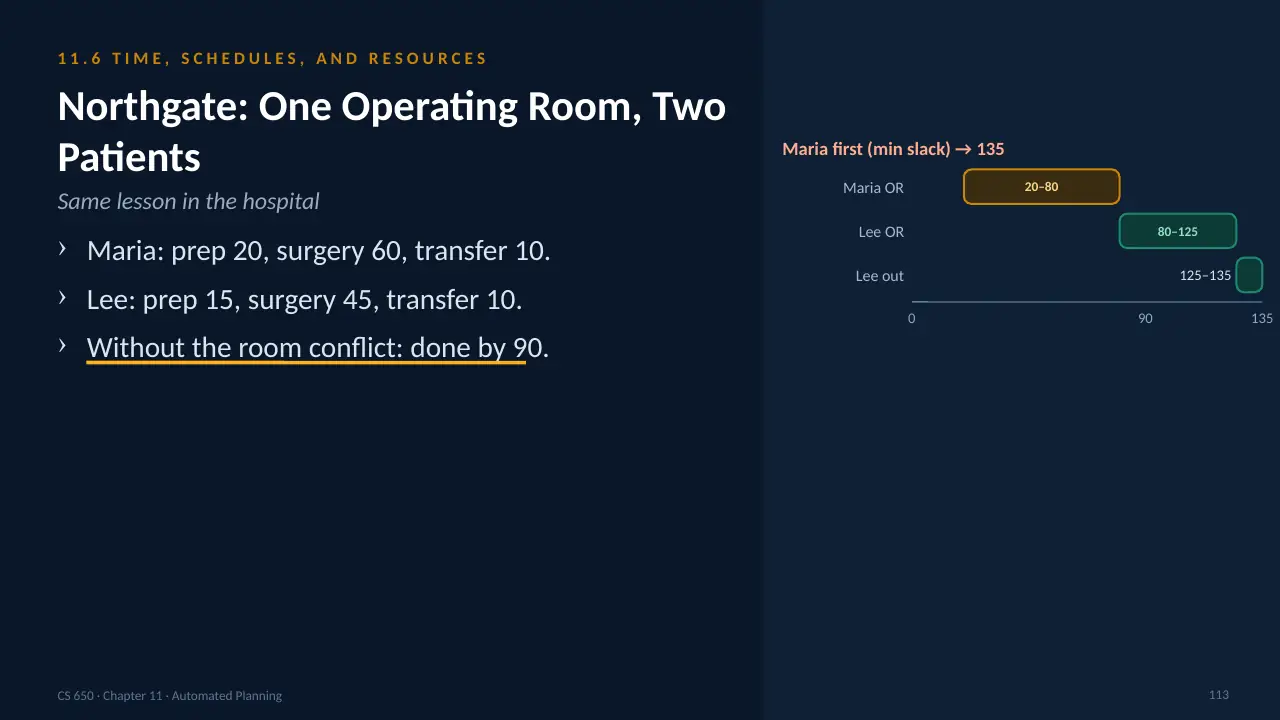 11.6 TIME, SCHEDULES, AND RESOURCES
Northgate: One Operating Room, Two
Patients
Same lesson in the hospital
› Maria: prep 20, surgery 60, transfer 10.
› Lee: prep 15, surgery 45, transfer 10.
› Without the room conflict: done by 90.
Maria first (min slack) → 135
Maria OR
20–80
Lee OR
80–125
Lee out
125–135
0
90
135
CS 650 · Chapter 11 · Automated Planning
113